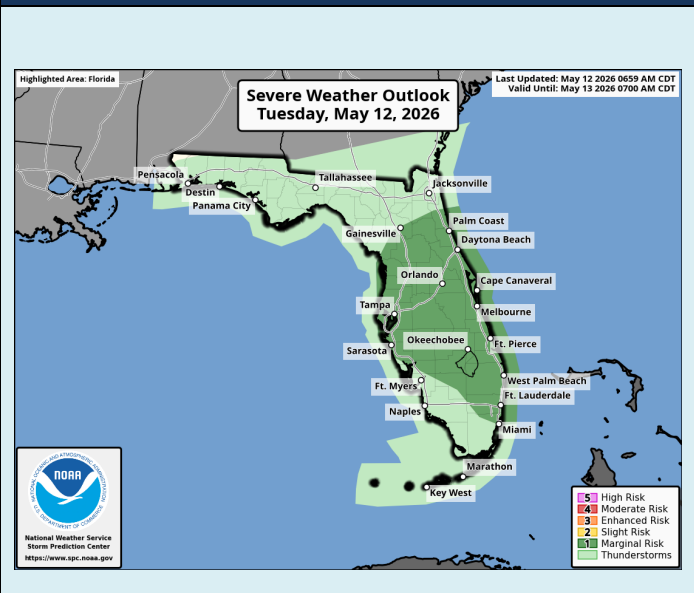 Highlighted Area: Florida
Severe Weather Outlook
Tuesday, May 12, 2026
Last Updated: May 12 2026 0659 AM CDT
Valid Until: May 13 2026 0700 AM CDT
Pensacola
Destin
Panama City
Tallahassee
Jacksonville
Gainesville
Palm Coast
Daytona Beach
Orlando
Cape Canaveral
Tampa
Melbourne
Okeechobee
Ft. Pierce
Sarasota
Ft. Myers
West Palm Beach
Ft. Lauderdale
Naples
Miami
Marathon
Key West
NATIONAL OCEANIC AND ATMOSPHERIC ADMINISTRATION
NOAA
U.S. DEPARTMENT OF COMMERCE
National Weather Service
Storm Prediction Center
https://www.spc.noaa.gov
5 High Risk
4 Moderate Risk
3 Enhanced Risk
2 Slight Risk
1 Marginal Risk
Thunderstorms